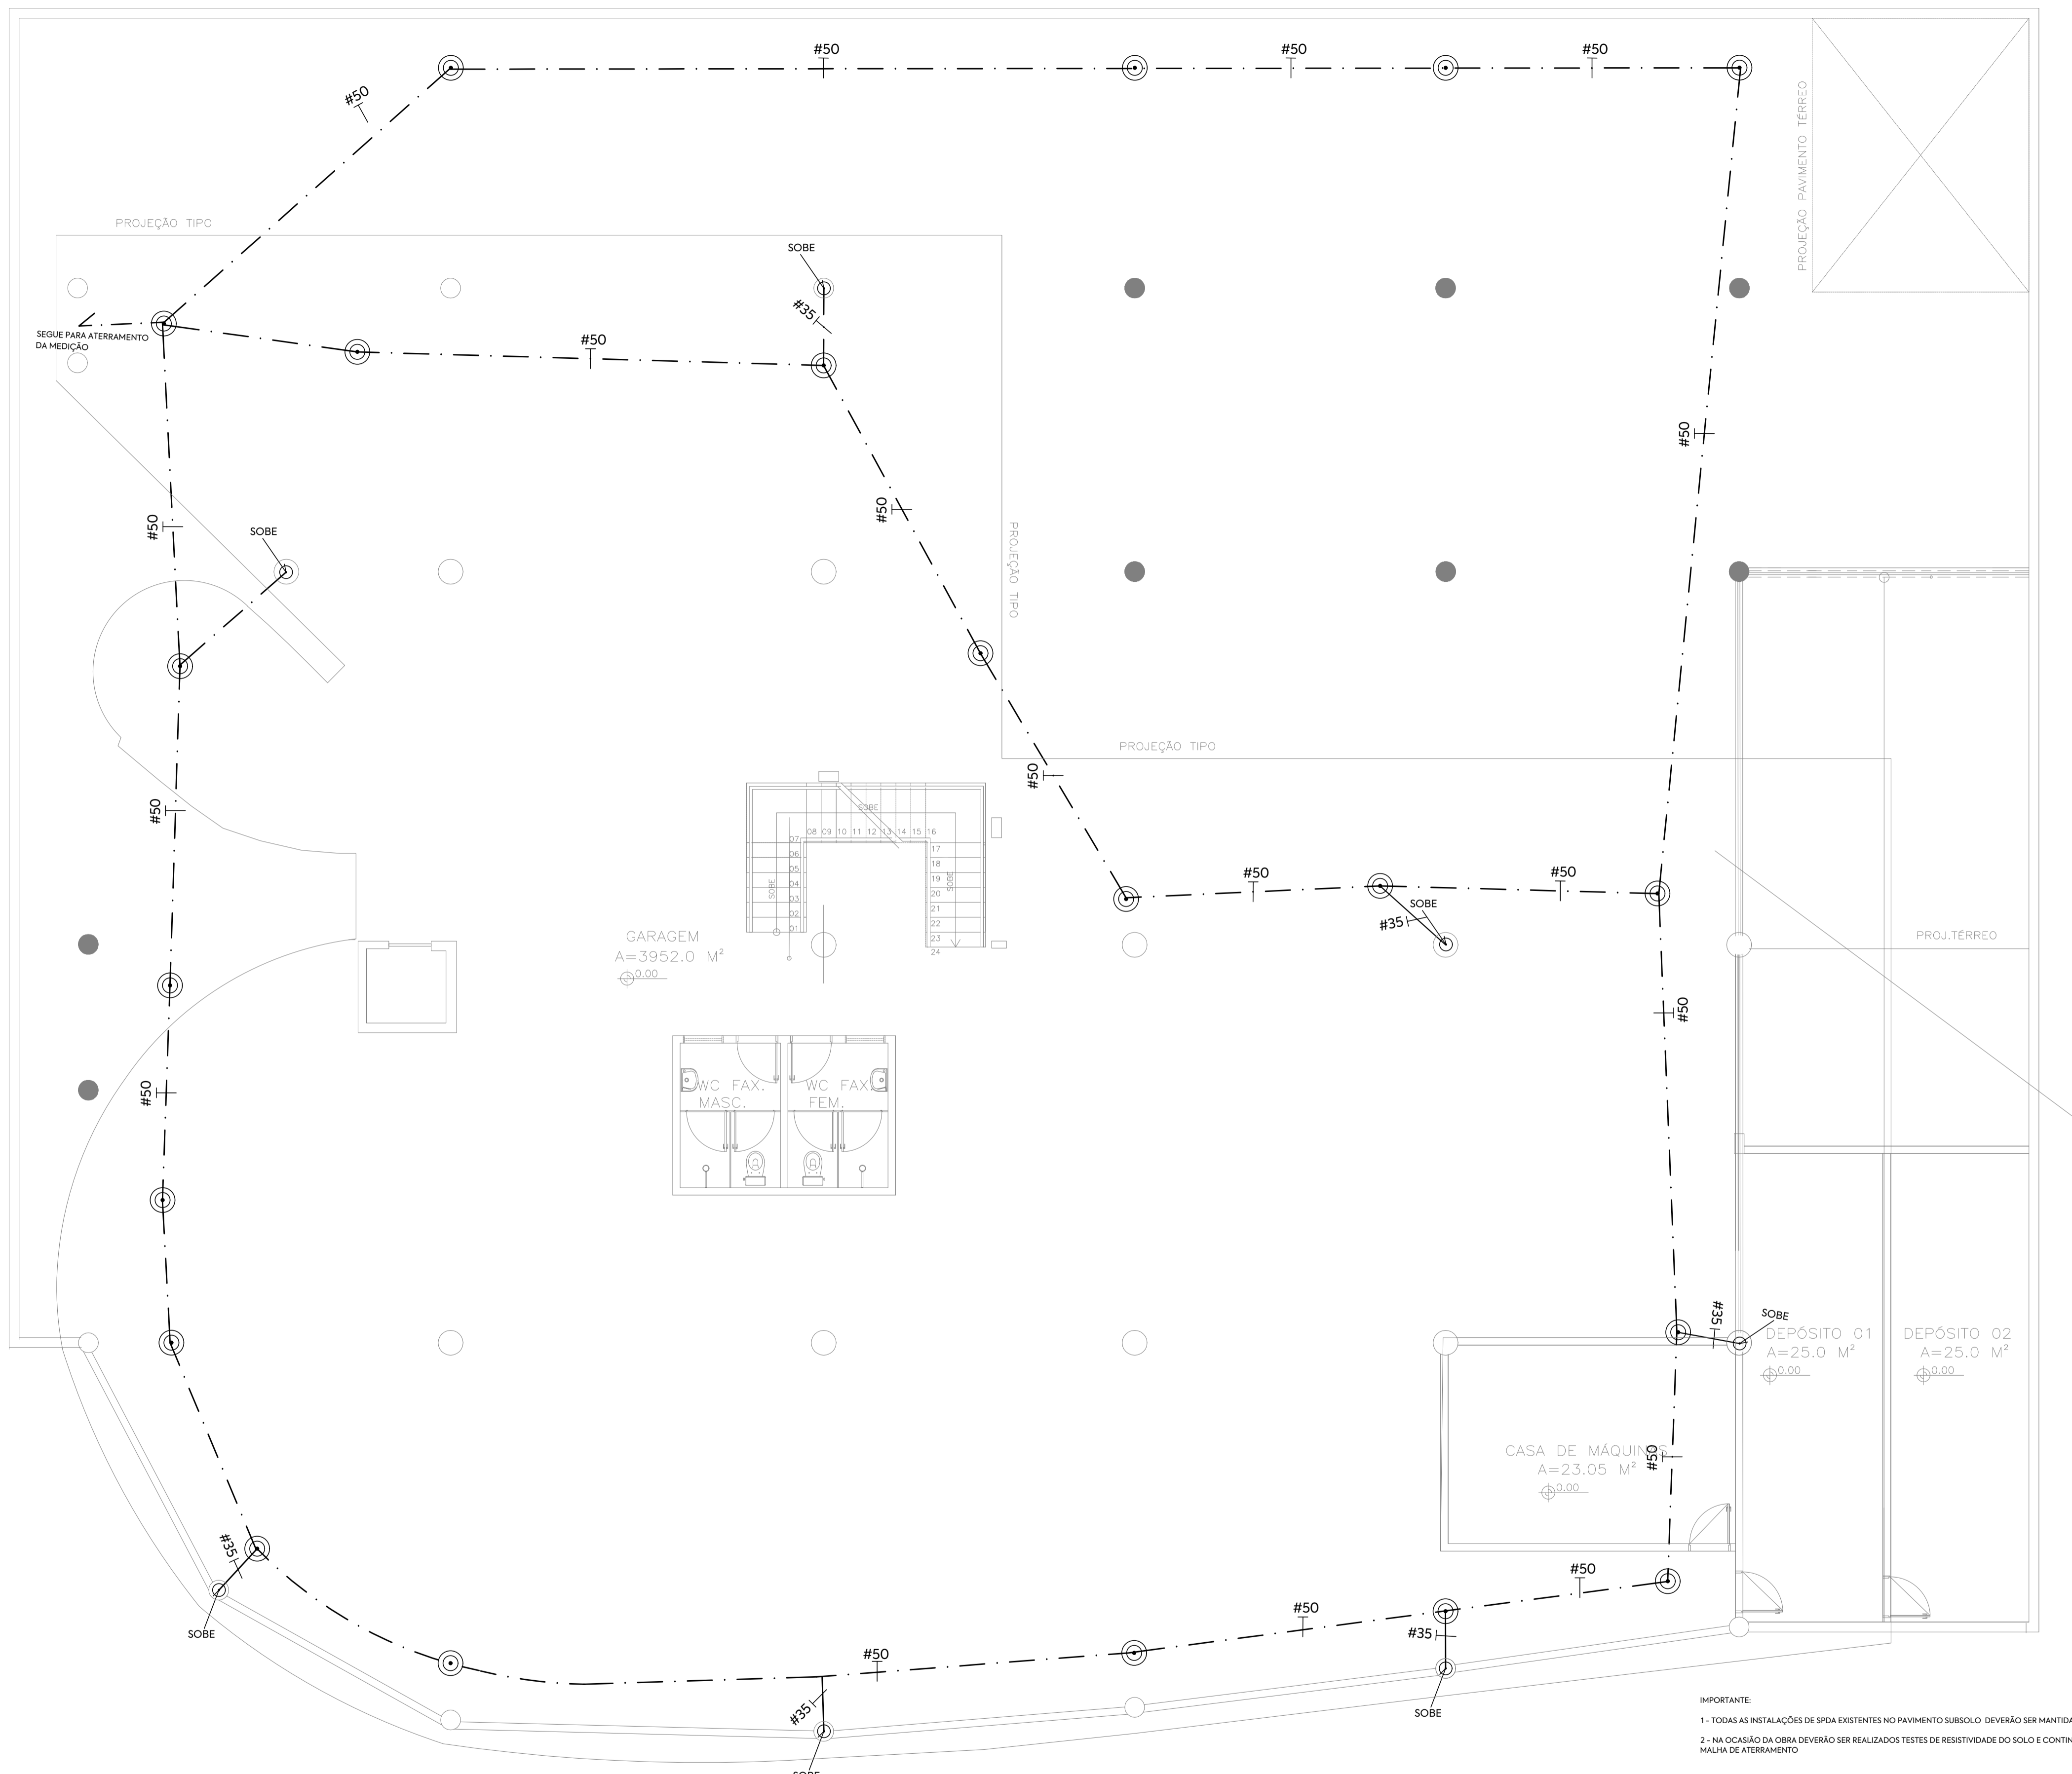 #50
#50
#50
#50
PROJEÇÃO PAVIMENTO TÉRREO
PROJEÇÃO TIPO
SOBE
#35
SEGUE PARA ATERRAMENTO
DA MEDIÇÃO
#50
#50
#50
#50
SOBE
PROJEÇÃO TIPO
PROJEÇÃO TIPO
#50
#50
SOBE
08 09 10 11 12 13 14 15 16
07
06
05
04
03
02
01
17
18
19
20
21
22
23
24
SOBE
SOBE
#50
#50
SOBE
#35
GARAGEM
A=3952.0 M²
0.00
PROJ.TÉRREO
#50
#50
WC FAX.
MASC.
WC FAX.
FEM.
#35
SOBE
DEPÓSITO 01
A=25.0 M²
0.00
DEPÓSITO 02
A=25.0 M²
0.00
CASA DE MÁQUINAS
A=23.05 M²
0.00
#50
#35
SOBE
#50
#50
#50
#35
SOBE
#35
SOBE
IMPORTANTE:
1 - TODAS AS INSTALAÇÕES DE SPDA EXISTENTES NO PAVIMENTO SUBSOLO DEVERÃO SER MANTIDA
2 - NA OCASIÃO DA OBRA DEVERÃO SER REALIZADOS TESTES DE RESISTIVIDADE DO SOLO E CONTIN
MALHA DE ATERRAMENTO